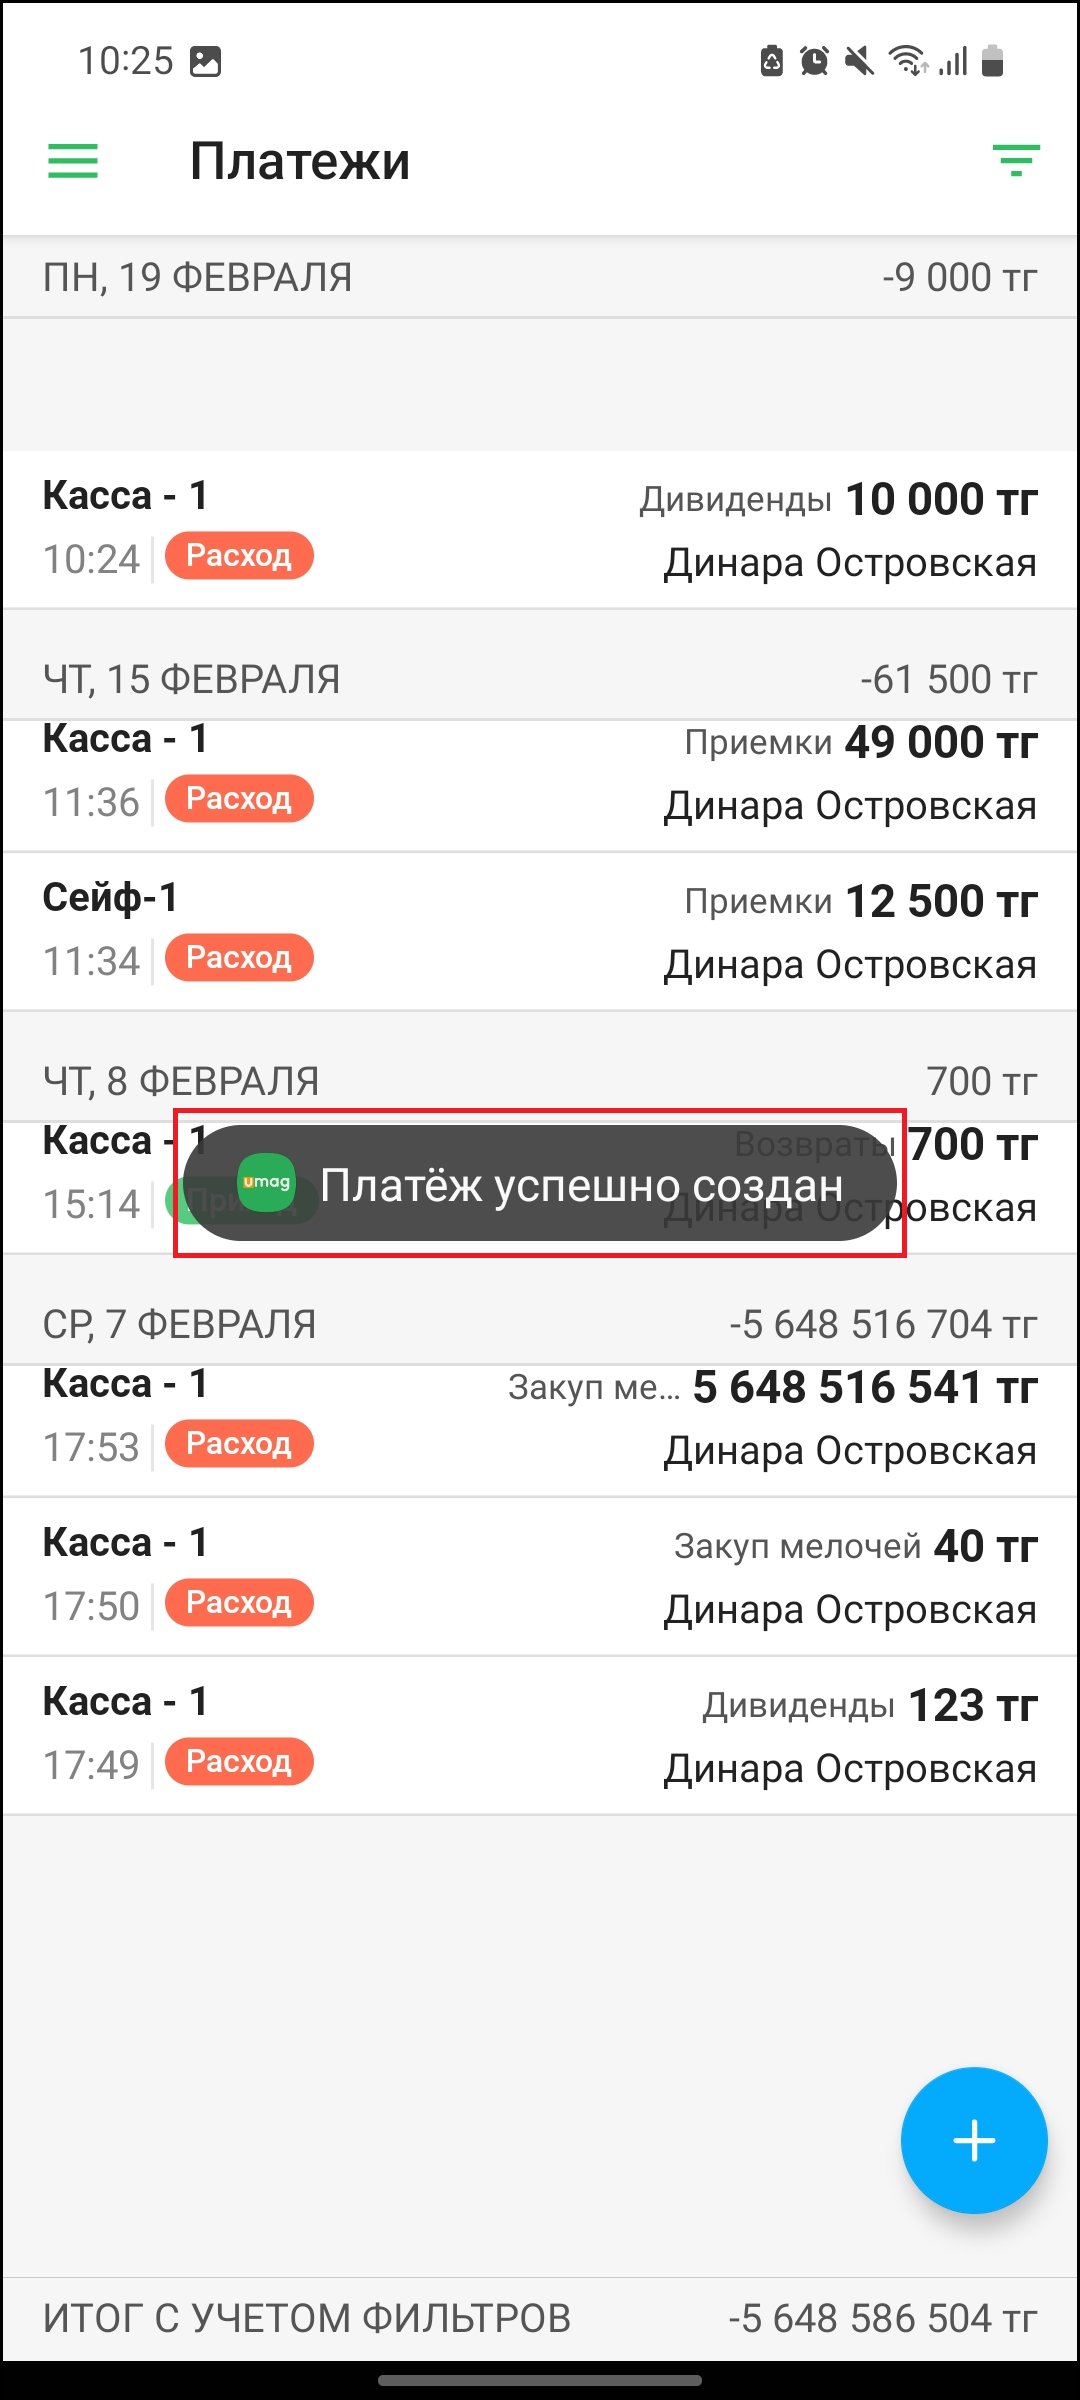 10:25
Платежи
ПН, 19 ФЕВРАЛЯ -9 000 тг
Касса - 1 Дивиденды 10 000 тг
10:24 Расход Динара Островская
ЧТ, 15 ФЕВРАЛЯ -61 500 тг
Касса - 1 Приемки 49 000 тг
11:36 Расход Динара Островская
Сейф-1 Приемки 12 500 тг
11:34 Расход Динара Островская
ЧТ, 8 ФЕВРАЛЯ 700 тг
Касса - 1 Возвраты 700 тг
umag Платёж успешно создан
15:14 Динара Островская
СР, 7 ФЕВРАЛЯ -5 648 516 704 тг
Касса - 1 Закуп ме... 5 648 516 541 тг
17:53 Расход Динара Островская
Касса - 1 Закуп мелочей 40 тг
17:50 Расход Динара Островская
Касса - 1 Дивиденды 123 тг
17:49 Расход Динара Островская
ИТОГ С УЧЕТОМ ФИЛЬТРОВ -5 648 586 504 тг